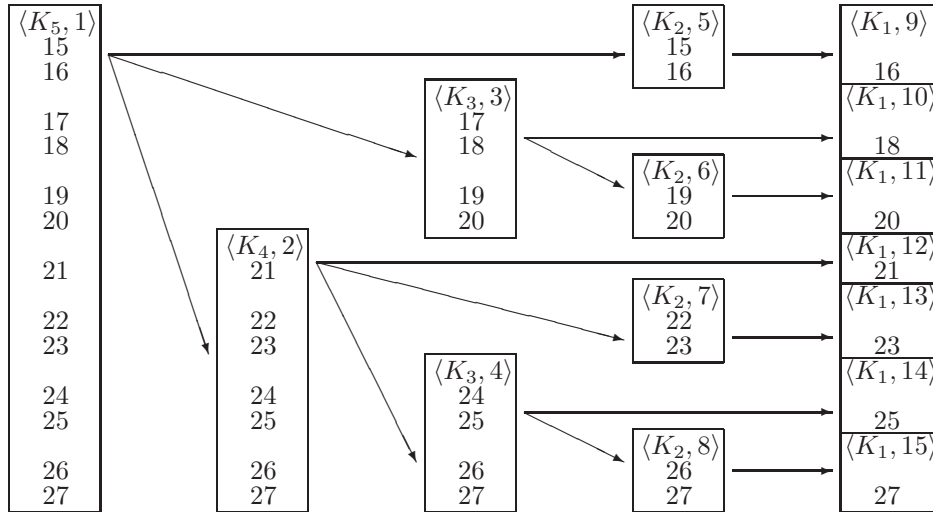 ⟨K₅, 1⟩ ⟨K₂, 5⟩ ⟨K₁, 9⟩
15 15
16 16 16
⟨K₃, 3⟩ ⟨K₁, 10⟩
17 17
18 18 18
⟨K₂, 6⟩ ⟨K₁, 11⟩
19 19 19
20 20 20 20
⟨K₄, 2⟩ ⟨K₁, 12⟩
21 21 21
⟨K₂, 7⟩ ⟨K₁, 13⟩
22 22 22
23 23 23 23
⟨K₃, 4⟩ ⟨K₁, 14⟩
24 24 24
25 25 25 25
⟨K₂, 8⟩ ⟨K₁, 15⟩
26 26 26 26
27 27 27 27 27